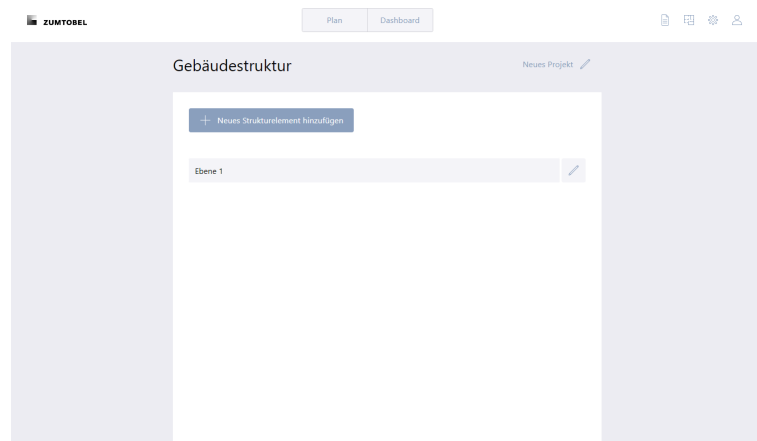 ZUMTOBEL
Plan
Dashboard
Gebäudestruktur
Neues Projekt
Neues Strukturelement hinzufügen
Ebene 1